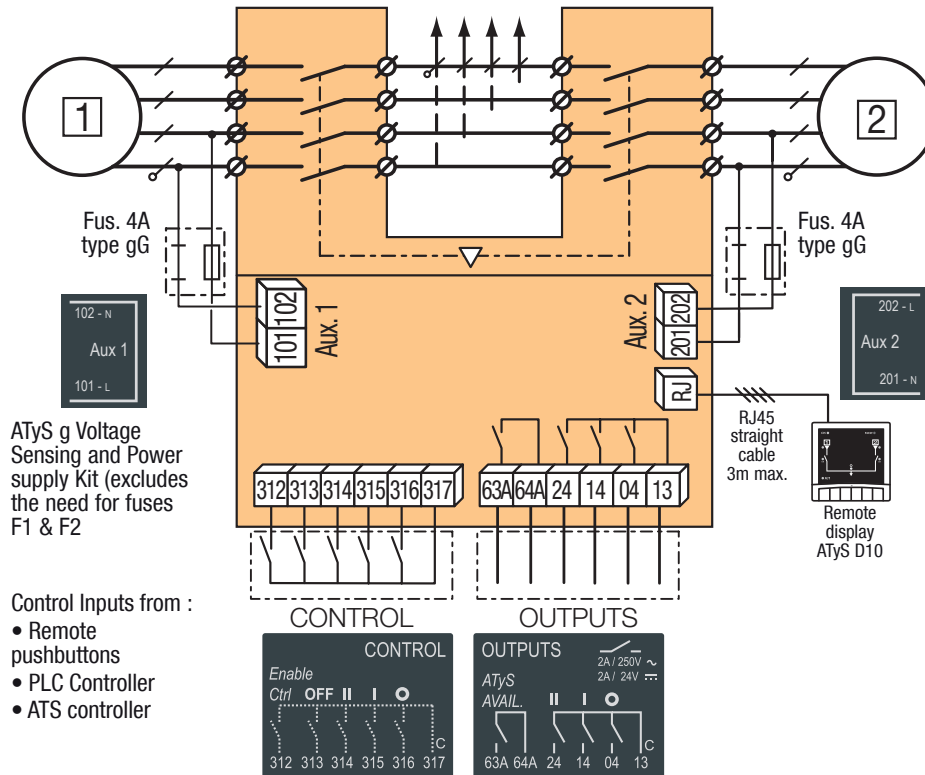 1
2
Fus. 4A
type gG
Fus. 4A
type gG
102
101
Aux. 1
Aux. 2
202
201
RJ
102 - N
Aux 1
101 - L
202 - L
Aux 2
201 - N
RJ45
straight
cable
3m max.
Remote
display
ATyS D10
ATyS g Voltage
Sensing and Power
supply Kit (excludes
the need for fuses
F1 & F2
312 313 314 315 316 317
63A 64A 24 14 04 13
Control Inputs from :
• Remote
pushbuttons
• PLC Controller
• ATS controller
CONTROL
OUTPUTS
CONTROL
Enable
Ctrl OFF II I O
C
312 313 314 315 316 317
OUTPUTS
2A / 250V ~
2A / 24V ⎓
ATyS
AVAIL. II I O
C
63A 64A 24 14 04 13